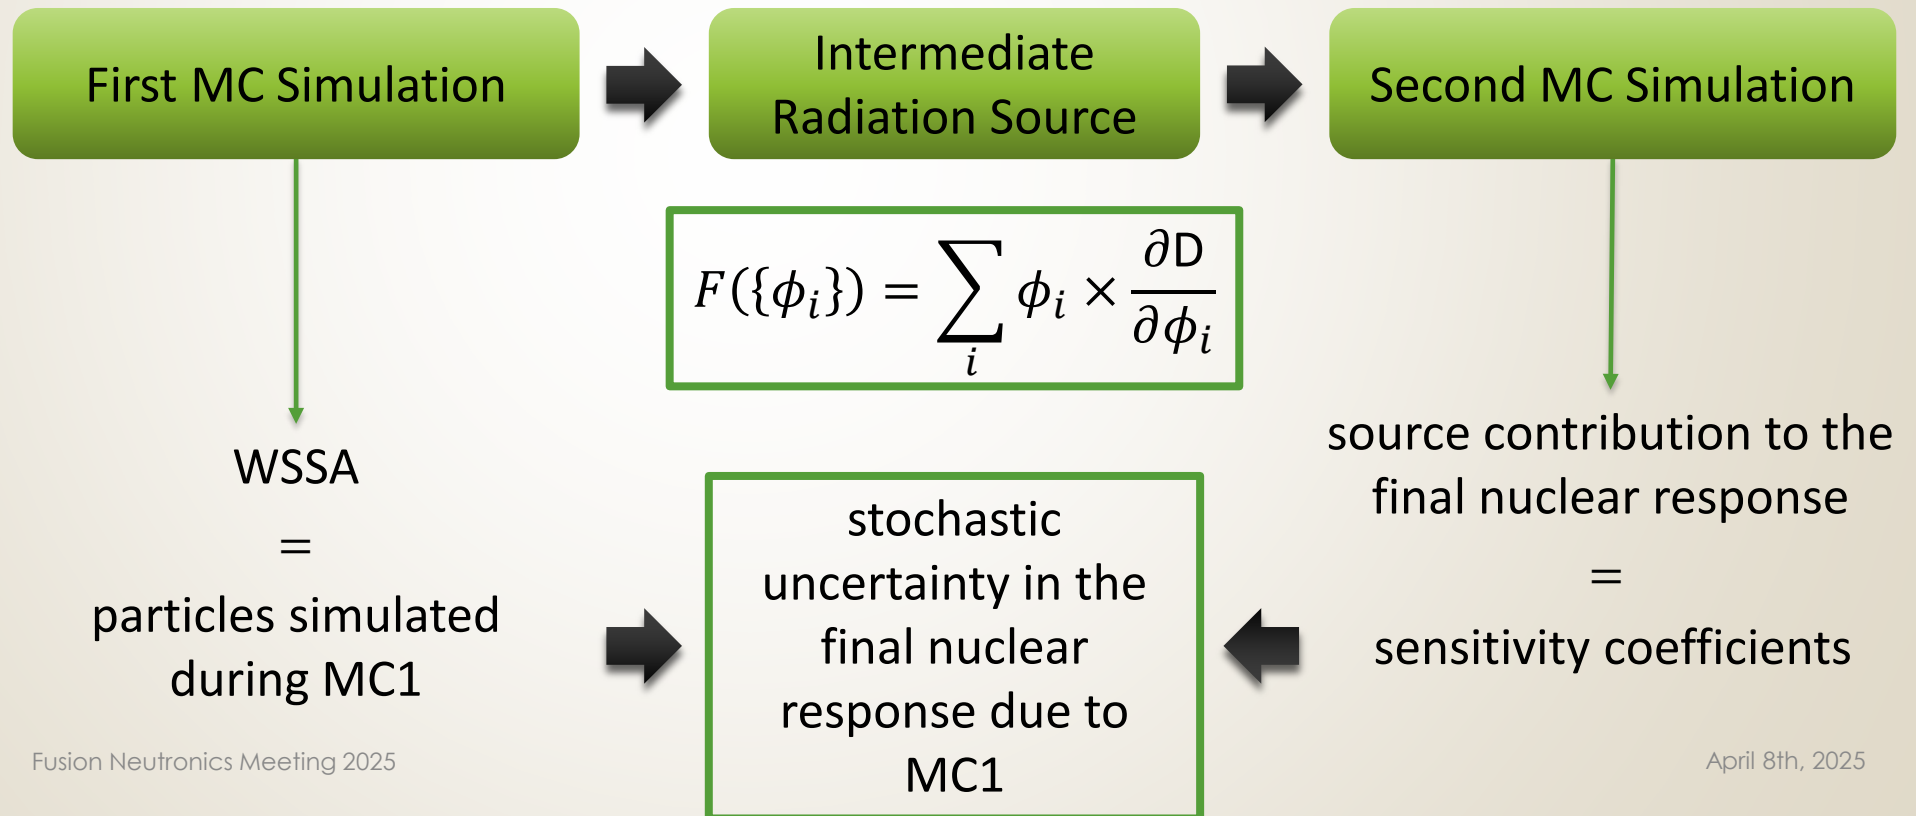 First MC Simulation
Intermediate
Radiation Source
Second MC Simulation
𝐹({𝜙ᵢ}) = ∑ᵢ 𝜙ᵢ × ∂D/∂𝜙ᵢ
WSSA
=
particles simulated
during MC1
stochastic
uncertainty in the
final nuclear
response due to
MC1
source contribution to the
final nuclear response
=
sensitivity coefficients
Fusion Neutronics Meeting 2025
April 8th, 2025